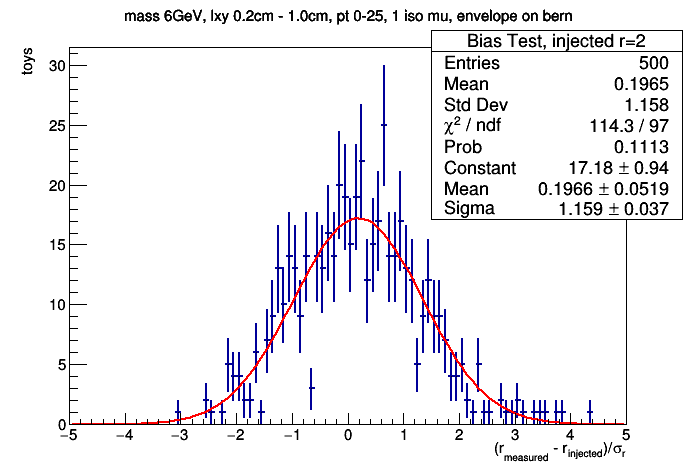 mass 6GeV, lxy 0.2cm - 1.0cm, pt 0-25, 1 iso mu, envelope on bern
Bias Test, injected r=2
Entries 500
Mean 0.1965
Std Dev 1.158
χ² / ndf 114.3 / 97
Prob 0.1113
Constant 17.18 ± 0.94
Mean 0.1966 ± 0.0519
Sigma 1.159 ± 0.037
toys
30
25
20
15
10
5
0
−5 −4 −3 −2 −1 0 1 2 3 4 5
(r_measured - r_injected)/σ_r